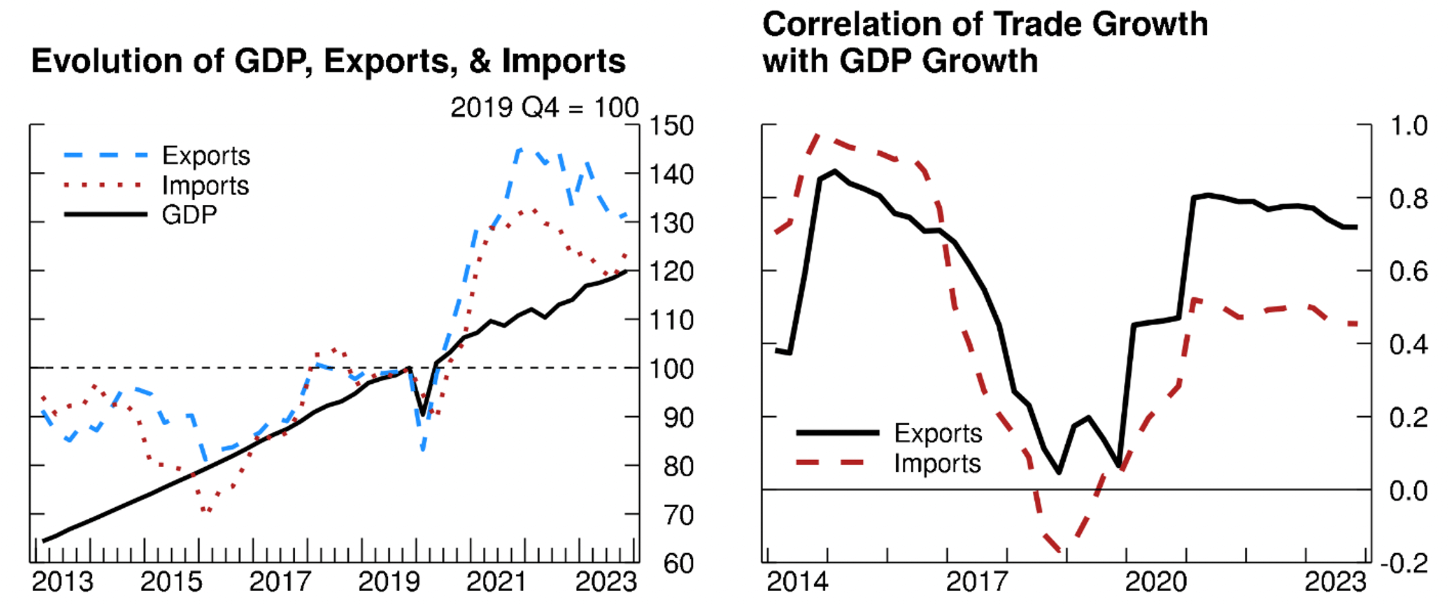 Evolution of GDP, Exports, & Imports
2019 Q4 = 100
Exports
Imports
GDP
150
140
130
120
110
100
90
80
70
60
2013 2015 2017 2019 2021 2023
Correlation of Trade Growth
with GDP Growth
1.0
0.8
0.6
0.4
0.2
0.0
-0.2
Exports
Imports
2014 2017 2020 2023